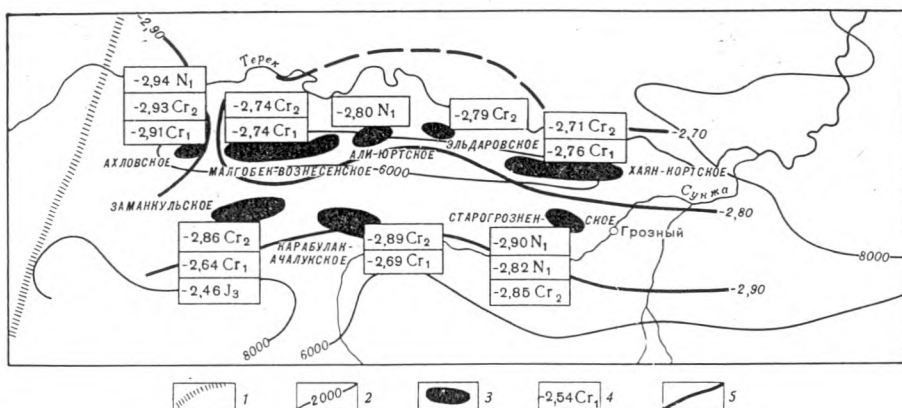 -2,90
Терек
-2,94 N₁
-2,93 Cr₂
-2,91 Cr₁
-2,74 Cr₂
-2,74 Cr₁
-2,80 N₁
-2,79 Cr₂
-2,71 Cr₂
-2,76 Cr₁
-2,70
АХЛОВСКОЕ
МАЛГОБЕК-ВОЗНЕСЕНСКОЕ
6000
АЛИ-ЮРТСКОЕ
ЭЛЬДАРОВСКОЕ
ХАЯН-КОРТСКОЕ
Сунжа
-2,80
ЗАМАНКУЛЬСКОЕ
СТАРОГРОЗНЕНСКОЕ
Грозный
8000
-2,86 Cr₂
-2,64 Cr₁
-2,46 J₃
КАРАБУЛАК-
АЧАЛУКСКОЕ
-2,89 Cr₂
-2,69 Cr₁
-2,90 N₁
-2,82 N₁
-2,85 Cr₂
-2,90
8000
6000
1
2000 2
3
-2,54Cr₁ 4
5